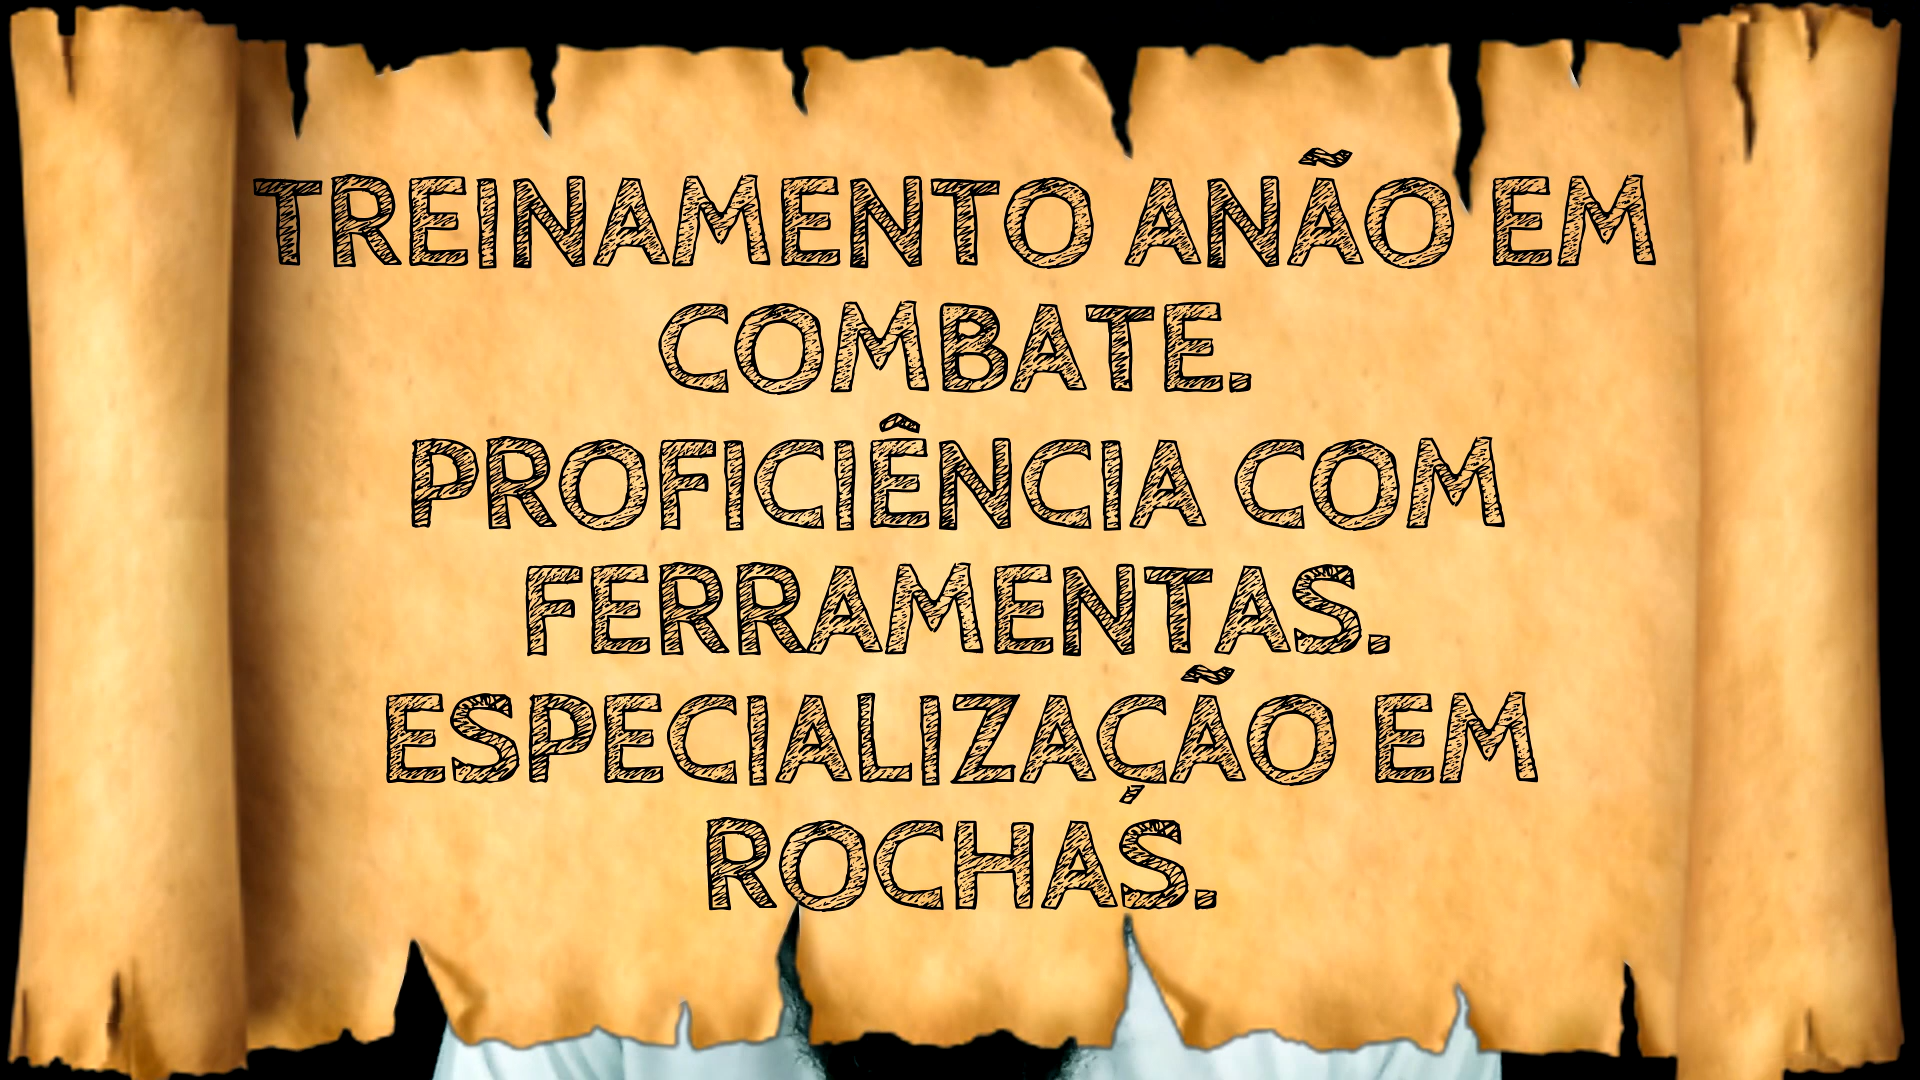 TREINAMENTO ANÃO EM
COMBATE.
PROFICIÊNCIA COM
FERRAMENTAS.
ESPECIALIZAÇÃO EM
ROCHAS.